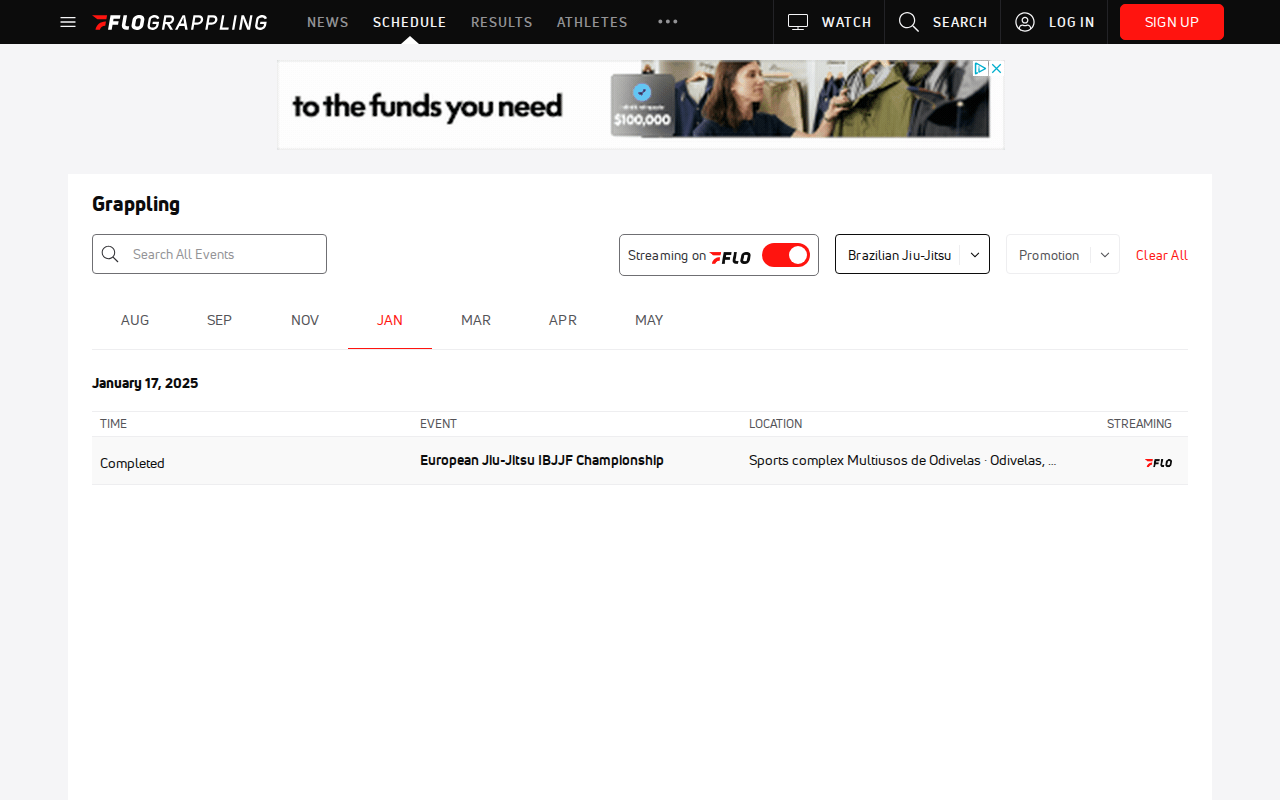 FLOGRAPPLING NEWS SCHEDULE RESULTS ATHLETES WATCH SEARCH LOG IN SIGN UP
to the funds you need
$100,000
Grappling
Search All Events Streaming on FLO Brazilian Jiu-Jitsu Promotion Clear All
AUG SEP NOV JAN MAR APR MAY
January 17, 2025
TIME EVENT LOCATION STREAMING
Completed European Jiu-Jitsu IBJJF Championship Sports complex Multiusos de Odivelas · Odivelas, ... FLO